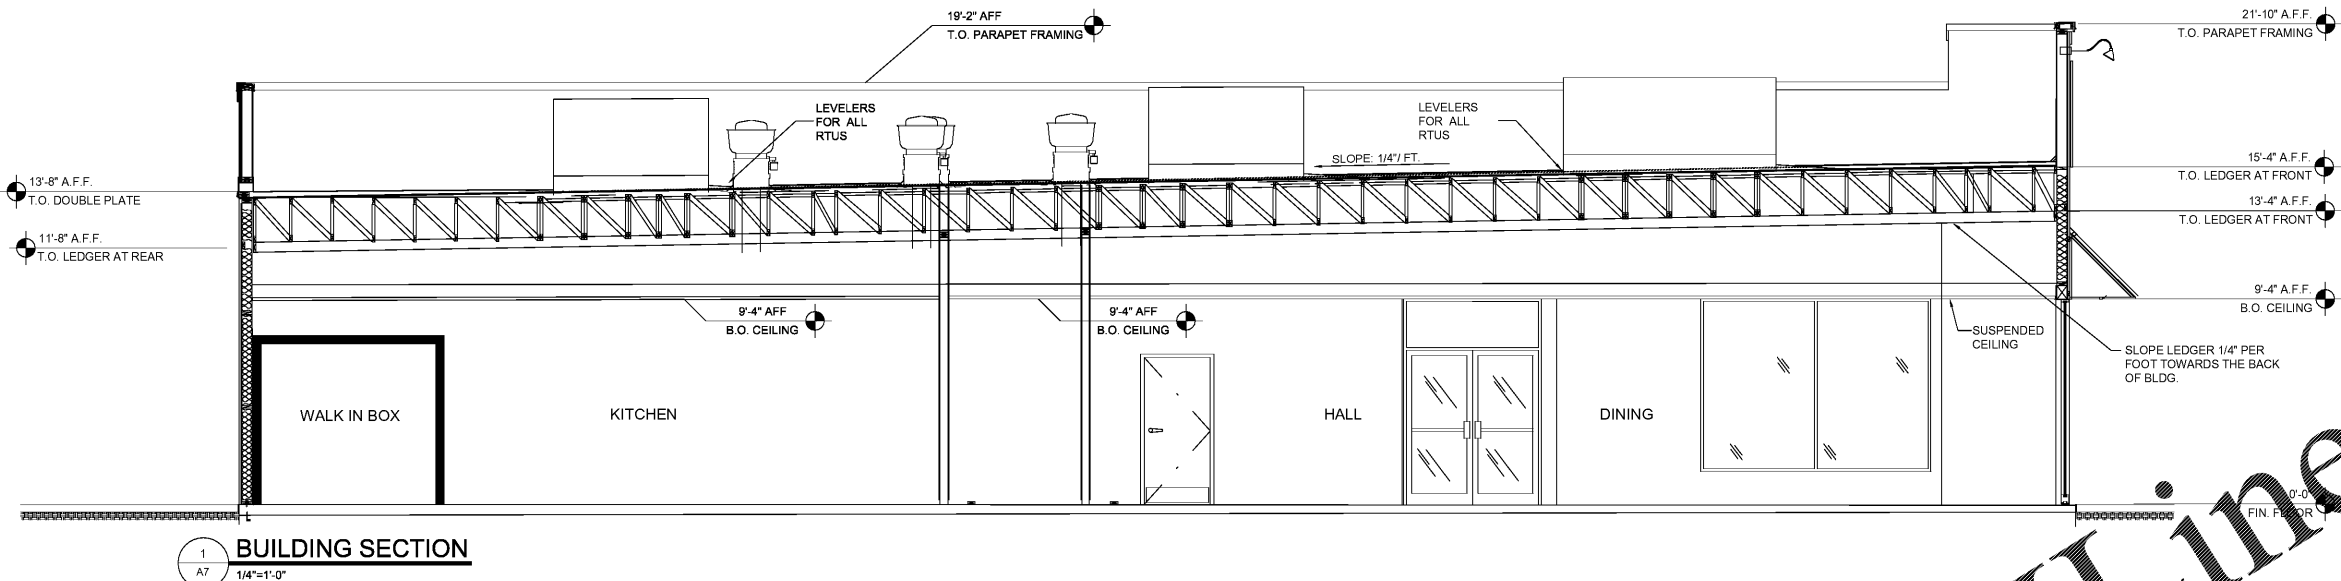 19'-2" AFF
T.O. PARAPET FRAMING
21'-10" A.F.F.
T.O. PARAPET FRAMING
LEVELERS
FOR ALL
RTUS
LEVELERS
FOR ALL
RTUS
SLOPE: 1/4"/ FT.
15'-4" A.F.F.
T.O. LEDGER AT FRONT
13'-8" A.F.F.
T.O. DOUBLE PLATE
13'-4" A.F.F.
T.O. LEDGER AT FRONT
11'-8" A.F.F.
T.O. LEDGER AT REAR
9'-4" A.F.F.
B.O. CEILING
9'-4" AFF
B.O. CEILING
9'-4" AFF
B.O. CEILING
SUSPENDED
CEILING
SLOPE LEDGER 1/4" PER
FOOT TOWARDS THE BACK
OF BLDG.
WALK IN BOX
KITCHEN
HALL
DINING
0'-0"
FIN. FLOOR
Line
1
A7
BUILDING SECTION
1/4"=1'-0"